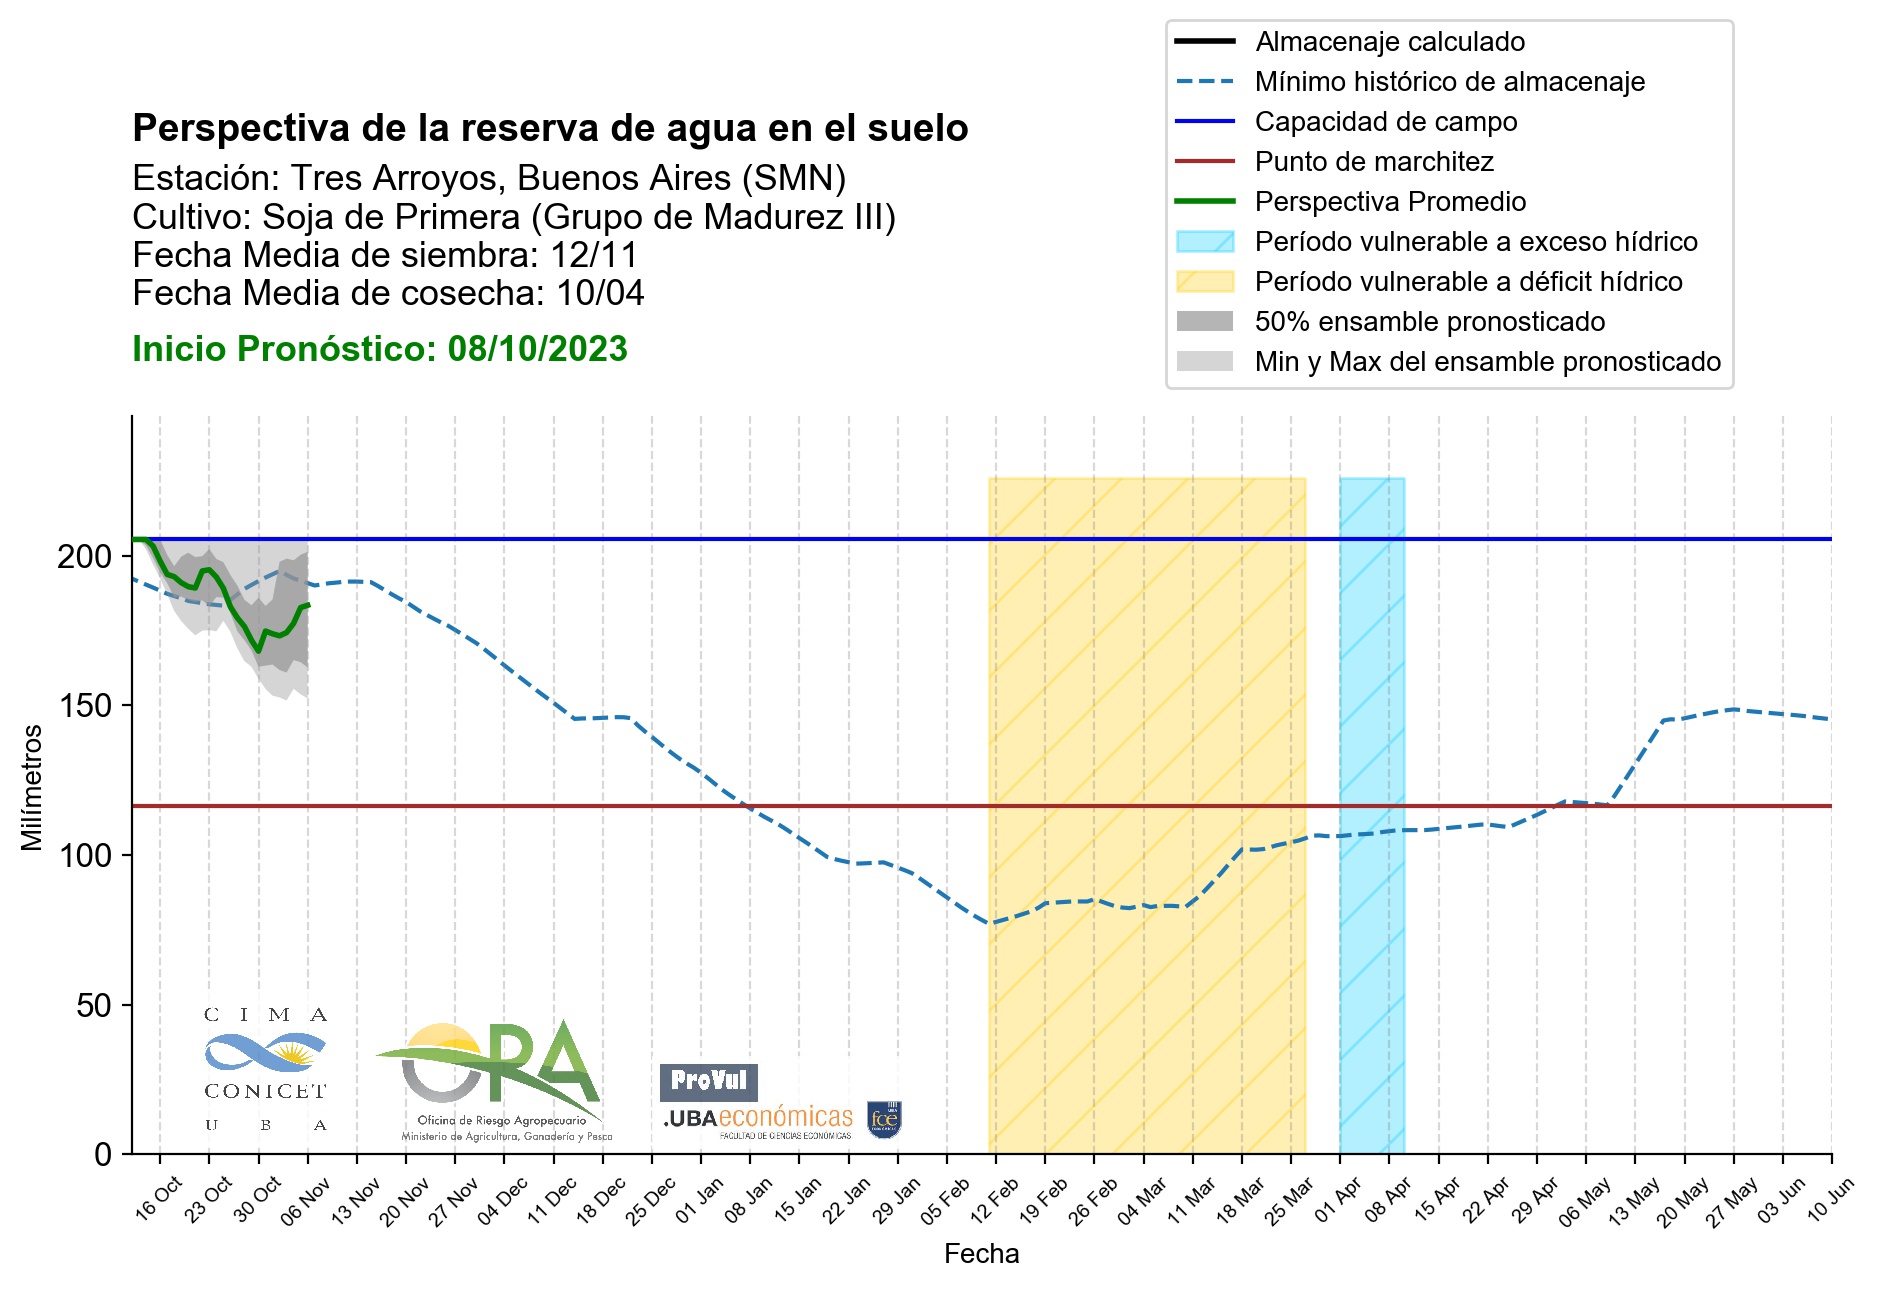 Almacenaje calculado
Mínimo histórico de almacenaje
Capacidad de campo
Punto de marchitez
Perspectiva Promedio
Período vulnerable a exceso hídrico
Período vulnerable a déficit hídrico
50% ensamble pronosticado
Min y Max del ensamble pronosticado
Perspectiva de la reserva de agua en el suelo
Estación: Tres Arroyos, Buenos Aires (SMN)
Cultivo: Soja de Primera (Grupo de Madurez III)
Fecha Media de siembra: 12/11
Fecha Media de cosecha: 10/04
Inicio Pronóstico: 08/10/2023
Milímetros
200
150
100
50
0
CIMA
CONICET
UBA
ORA
Oficina de Riesgo Agropecuario
Ministerio de Agricultura, Ganadería y Pesca
ProVul
.UBAeconómicas
FACULTAD DE CIENCIAS ECONÓMICAS
fce
16 Oct
23 Oct
30 Oct
06 Nov
13 Nov
20 Nov
27 Nov
04 Dec
11 Dec
18 Dec
25 Dec
01 Jan
08 Jan
15 Jan
22 Jan
29 Jan
05 Feb
12 Feb
19 Feb
26 Feb
04 Mar
11 Mar
18 Mar
25 Mar
01 Apr
08 Apr
15 Apr
22 Apr
29 Apr
06 May
13 May
20 May
27 May
03 Jun
10 Jun
Fecha